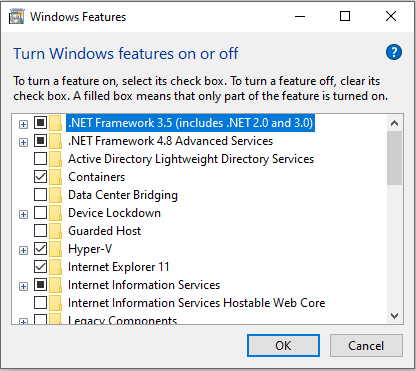 Windows Features
Turn Windows features on or off
?
To turn a feature on, select its check box. To turn a feature off, clear its
check box. A filled box means that only part of the feature is turned on.
.NET Framework 3.5 (includes .NET 2.0 and 3.0)
.NET Framework 4.8 Advanced Services
Active Directory Lightweight Directory Services
Containers
Data Center Bridging
Device Lockdown
Guarded Host
Hyper-V
Internet Explorer 11
Internet Information Services
Internet Information Services Hostable Web Core
Legacy Components
OK
Cancel